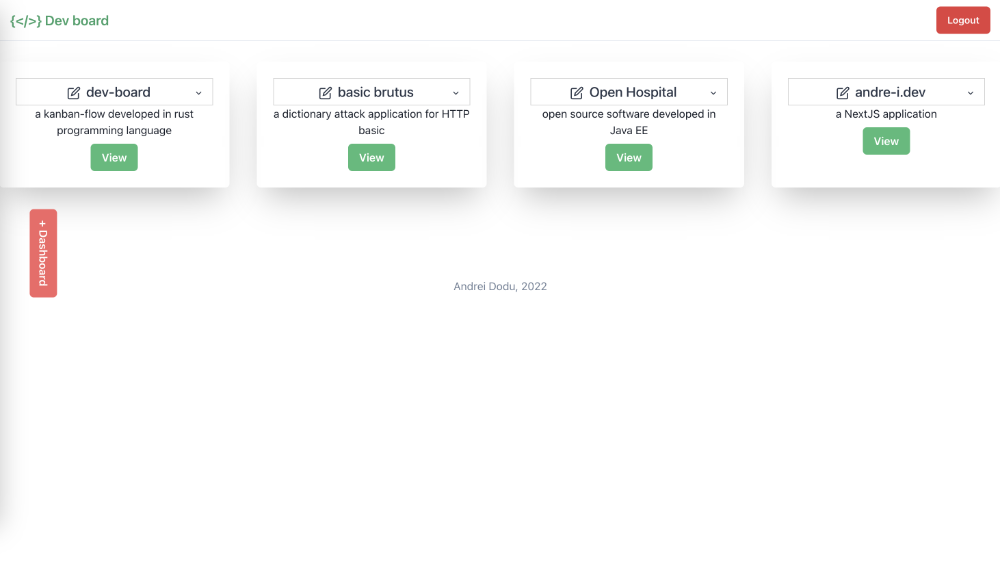 {</>} Dev board
Logout
dev-board
a kanban-flow developed in rust
programming language
View
basic brutus
a dictionary attack application for HTTP
basic
View
Open Hospital
open source software developed in
Java EE
View
andre-i.dev
a NextJS application
View
+ Dashboard
Andrei Dodu, 2022